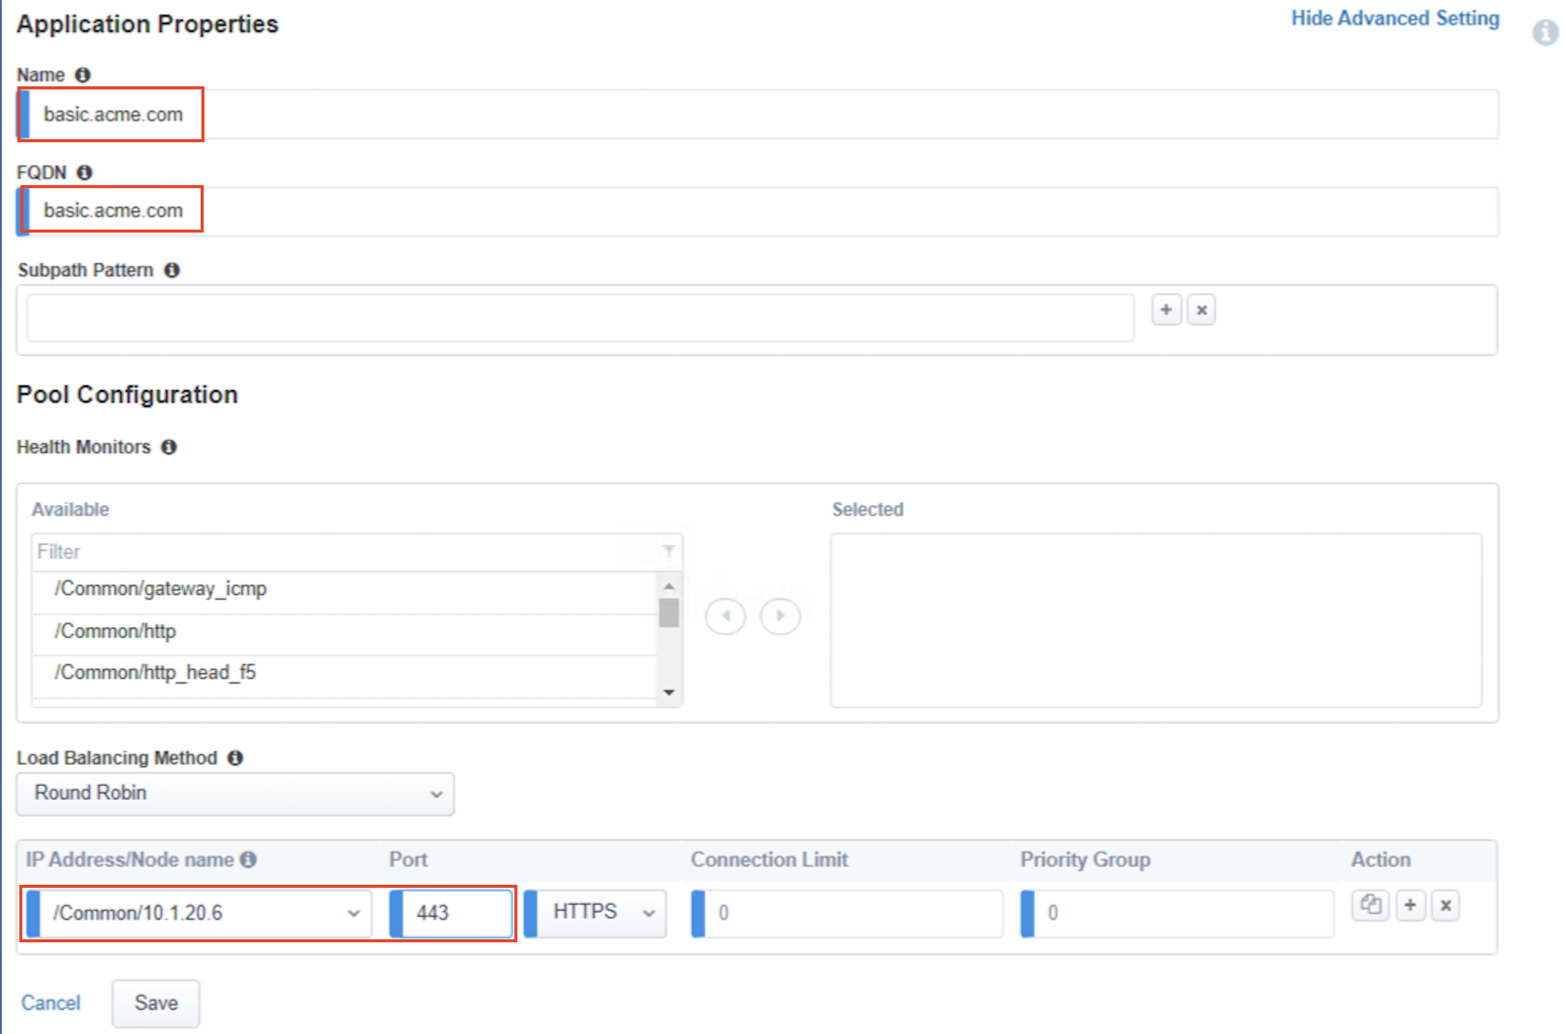 Application Properties
Hide Advanced Setting
Name
basic.acme.com
FQDN
basic.acme.com
Subpath Pattern
Pool Configuration
Health Monitors
Available
Selected
Filter
/Common/gateway_icmp
/Common/http
/Common/http_head_f5
Load Balancing Method
Round Robin
IP Address/Node name Port Connection Limit Priority Group Action
/Common/10.1.20.6 443 HTTPS 0 0
Cancel Save